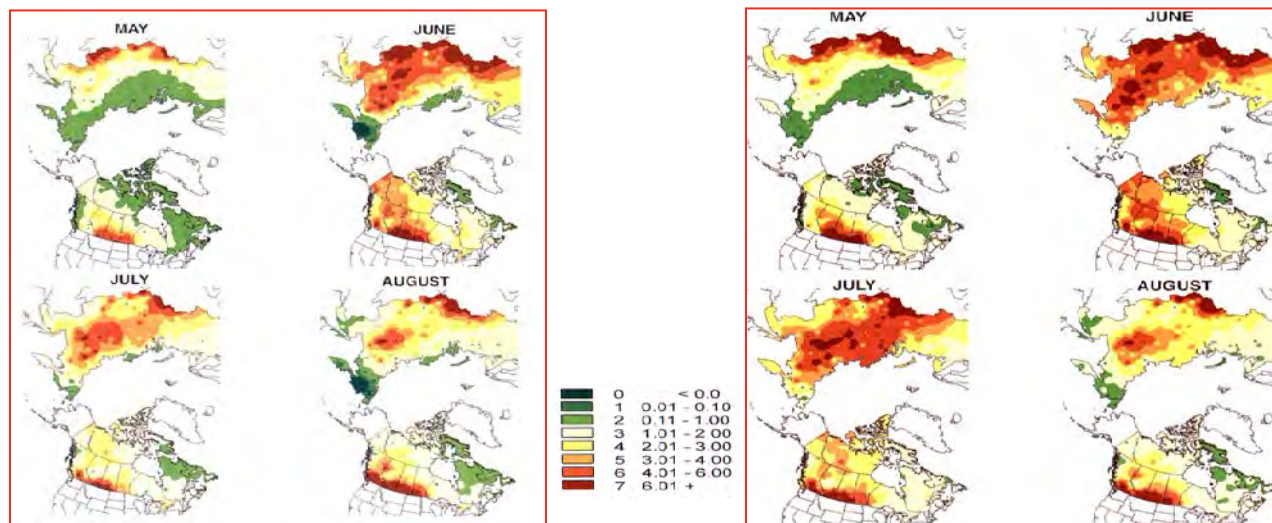 MAY
JUNE
JULY
AUGUST
0 < 0.0
1 0.01 - 0.10
2 0.11 - 1.00
3 1.01 - 2.00
4 2.01 - 3.00
5 3.01 - 4.00
6 4.01 - 6.00
7 6.01 +
MAY
JUNE
JULY
AUGUST